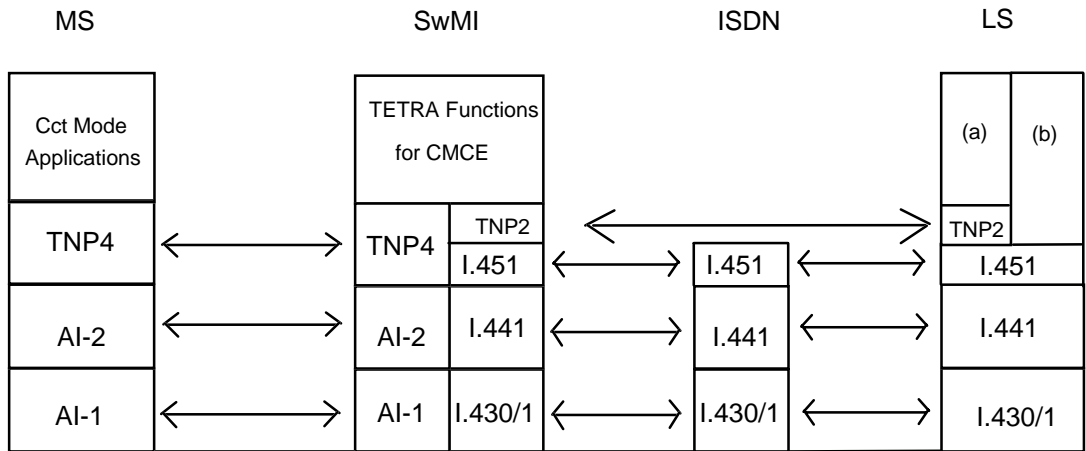 MS SwMI ISDN LS
Cct Mode
Applications
TETRA Functions
for CMCE
(a) (b)
TNP4 TNP4 TNP2 TNP2
I.451 I.451 I.451
AI-2 AI-2 I.441 I.441 I.441
AI-1 AI-1 I.430/1 I.430/1 I.430/1